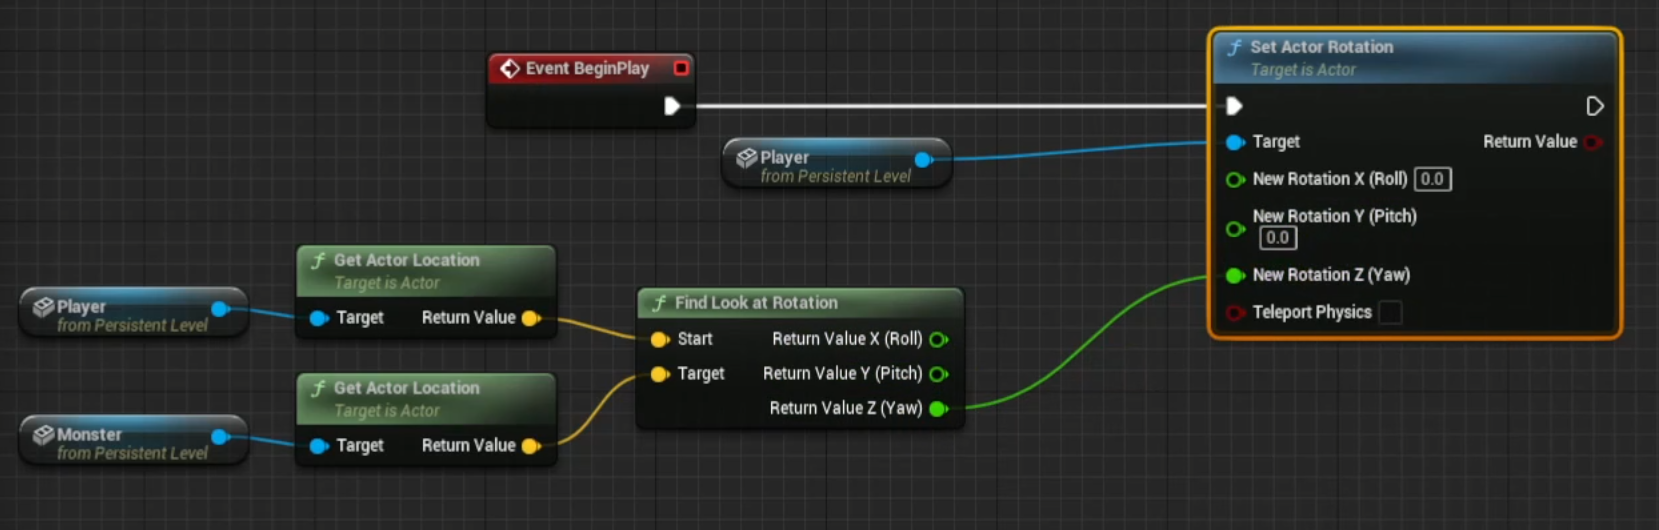 Event BeginPlay
Set Actor Rotation
Target is Actor
Player
from Persistent Level
Target
Return Value
New Rotation X (Roll) 0.0
New Rotation Y (Pitch)
0.0
New Rotation Z (Yaw)
Teleport Physics
Player
from Persistent Level
f Get Actor Location
Target is Actor
Target Return Value
Monster
from Persistent Level
f Get Actor Location
Target is Actor
Target Return Value
f Find Look at Rotation
Start Return Value X (Roll)
Target Return Value Y (Pitch)
Return Value Z (Yaw)